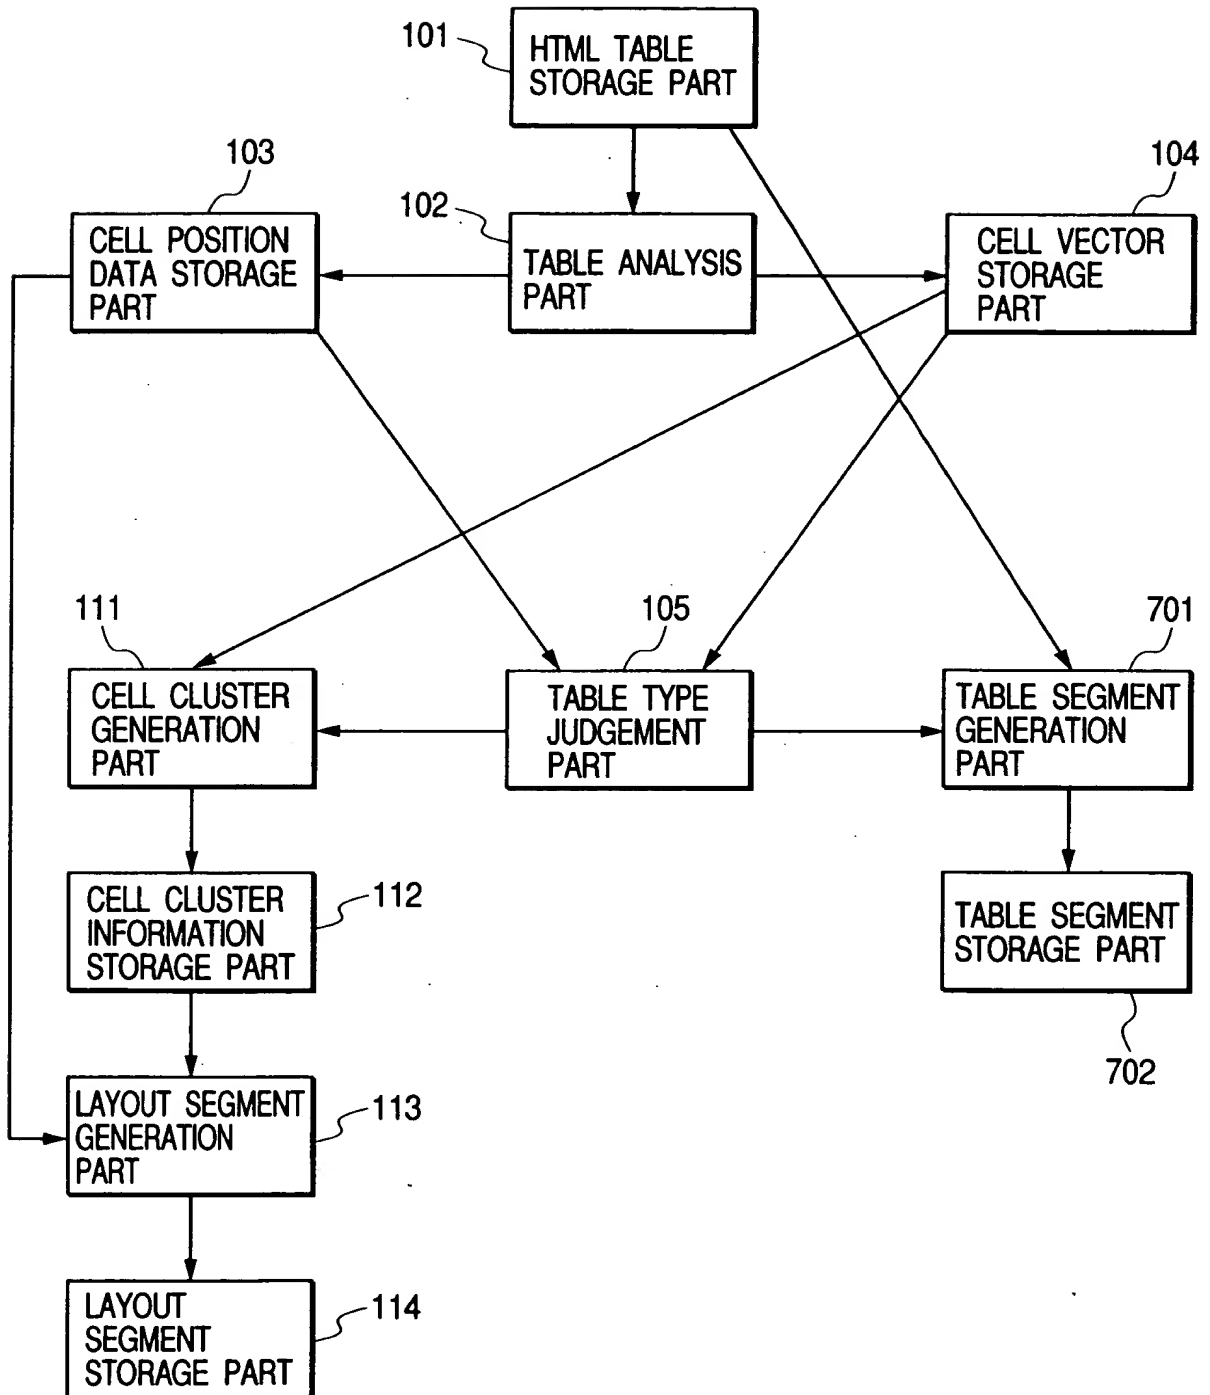 101
HTML TABLE
STORAGE PART
103
102
104
CELL POSITION
DATA STORAGE
PART
TABLE ANALYSIS
PART
CELL VECTOR
STORAGE
PART
111
105
701
CELL CLUSTER
GENERATION
PART
TABLE TYPE
JUDGEMENT
PART
TABLE SEGMENT
GENERATION
PART
CELL CLUSTER
INFORMATION
STORAGE PART
112
TABLE SEGMENT
STORAGE PART
702
LAYOUT SEGMENT
GENERATION
PART
113
LAYOUT
SEGMENT
STORAGE PART
114